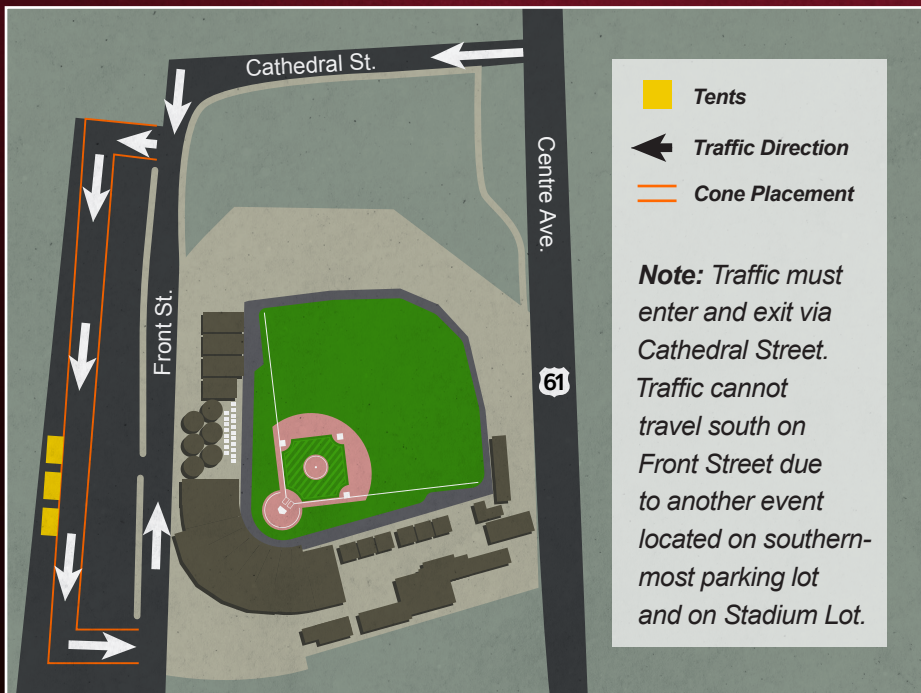 Cathedral St.
Centre Ave.
Front St.
61
Tents
Traffic Direction
Cone Placement
Note: Traffic must
enter and exit via
Cathedral Street.
Traffic cannot
travel south on
Front Street due
to another event
located on southern-
most parking lot
and on Stadium Lot.